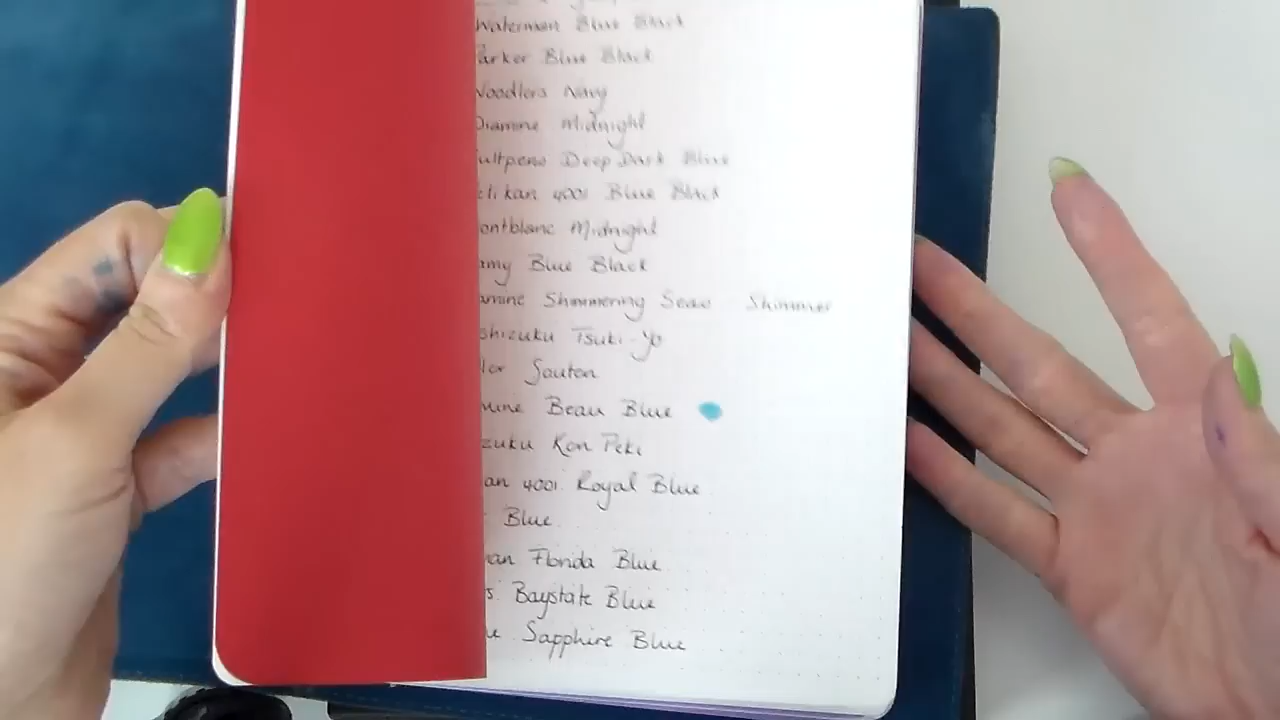 Waterman Blue Black
Parker Blue Black
Noodlers Navy
Diamine Midnight
ultpens Deep Dark Blue
elikan 4001 Blue Black
ontblanc Midnight
amy Blue Black
amine Shimmering Seas Shimmer
shizuku Tsuki-Yo
ler
mine Beau Blue
zuku Kon Peki
an 4001 Royal Blue
Blue
man Florida Blue
s Baystate Blue
e Sapphire Blue